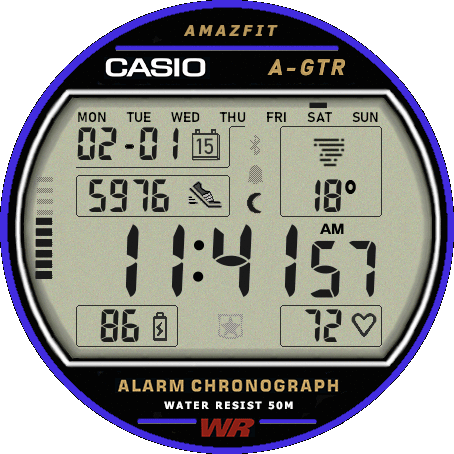 AMAZFIT
CASIO A-GTR
MON TUE WED THU FRI SAT SUN
02-01 15
5976 18°
AM
11:41 57
86 72
ALARM CHRONOGRAPH
WATER RESIST 50M
WR